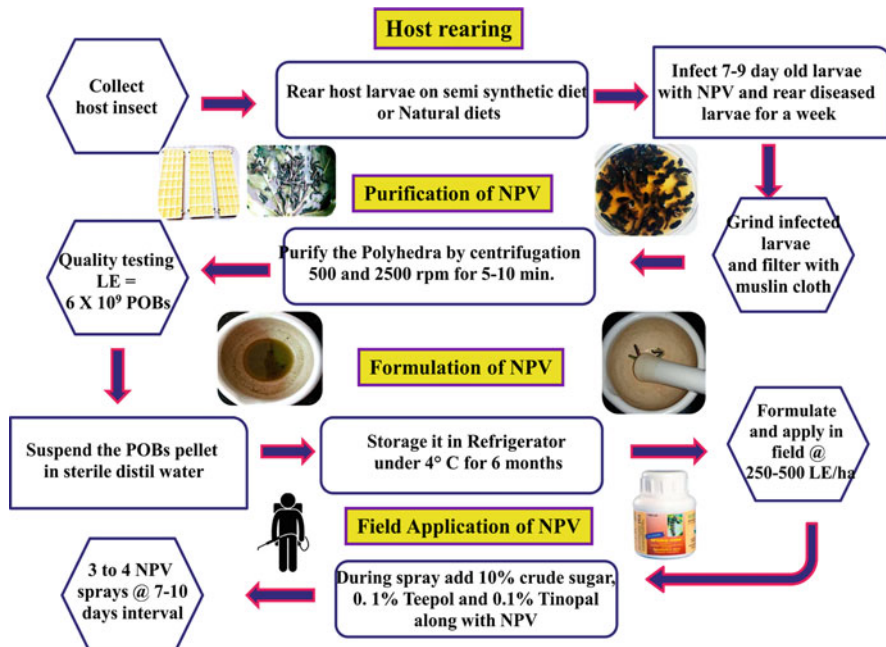 Host rearing
Collect
host insect
Rear host larvae on semi synthetic diet
or Natural diets
Infect 7-9 day old larvae
with NPV and rear diseased
larvae for a week
Purification of NPV
Grind infected
larvae
and filter with
muslin cloth
Purify the Polyhedra by centrifugation
500 and 2500 rpm for 5-10 min.
Quality testing
LE =
6 X 10⁹ POBs
Formulation of NPV
Suspend the POBs pellet
in sterile distil water
Storage it in Refrigerator
under 4° C for 6 months
Formulate
and apply in
field @
250-500 LE/ha
Field Application of NPV
During spray add 10% crude sugar,
0. 1% Teepol and 0.1% Tinopal
along with NPV
3 to 4 NPV
sprays @ 7-10
days interval